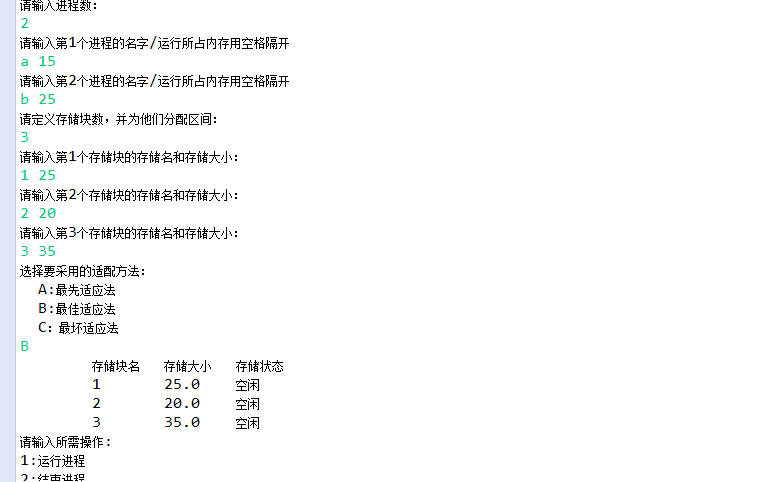 请输入进程数:
2
请输入第1个进程的名字/运行所占内存用空格隔开
a 15
请输入第2个进程的名字/运行所占内存用空格隔开
b 25
请定义存储块数，并为他们分配区间:
3
请输入第1个存储块的存储名和存储大小:
1 25
请输入第2个存储块的存储名和存储大小:
2 20
请输入第3个存储块的存储名和存储大小:
3 35
选择要采用的适配方法:
A:最先适应法
B:最佳适应法
C: 最坏适应法
B
存储块名 存储大小 存储状态
1 25.0 空闲
2 20.0 空闲
3 35.0 空闲
请输入所需操作:
1:运行进程
2:结束进程